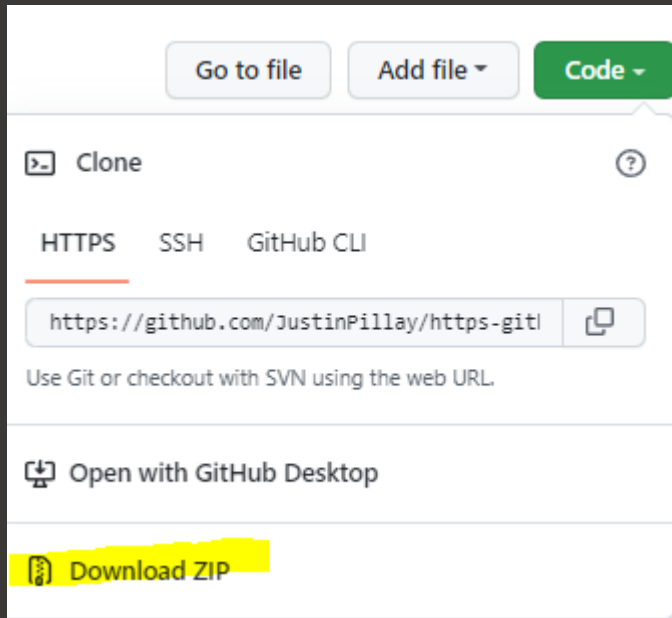 Go to file Add file Code
Clone
HTTPS SSH GitHub CLI
https://github.com/JustinPillay/https-git
Use Git or checkout with SVN using the web URL.
Open with GitHub Desktop
Download ZIP